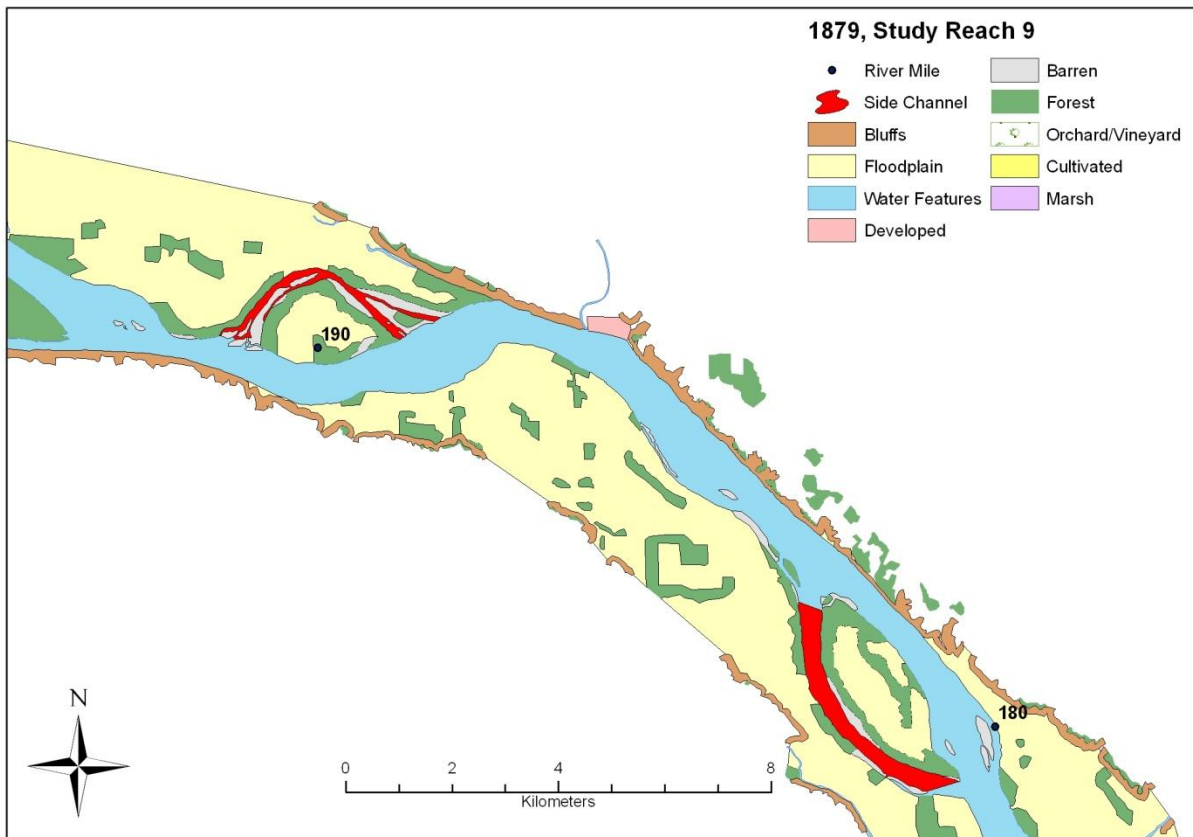 1879, Study Reach 9
River Mile
Side Channel
Bluffs
Floodplain
Water Features
Developed
Barren
Forest
Orchard/Vineyard
Cultivated
Marsh
190
180
N
0 2 4 6 8
Kilometers